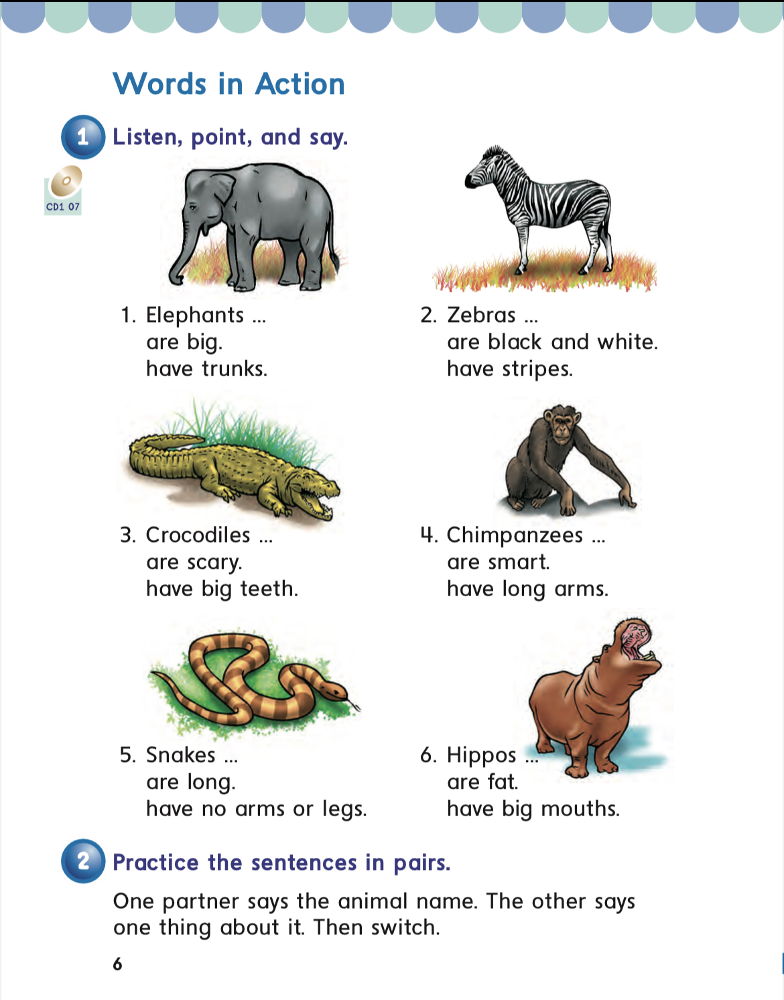 Words in Action
1 Listen, point, and say.
CD1 07
1. Elephants ...
are big.
have trunks.
2. Zebras ...
are black and white.
have stripes.
3. Crocodiles ...
are scary.
have big teeth.
4. Chimpanzees ...
are smart.
have long arms.
5. Snakes ...
are long.
have no arms or legs.
6. Hippos ...
are fat.
have big mouths.
2 Practice the sentences in pairs.
One partner says the animal name. The other says
one thing about it. Then switch.
6